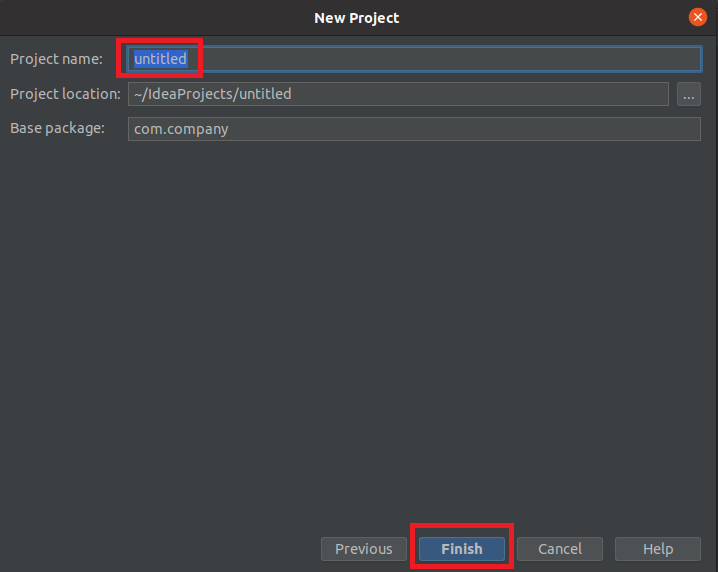 New Project
Project name: untitled
Project location: ~/IdeaProjects/untitled ...
Base package: com.company
Previous Finish Cancel Help